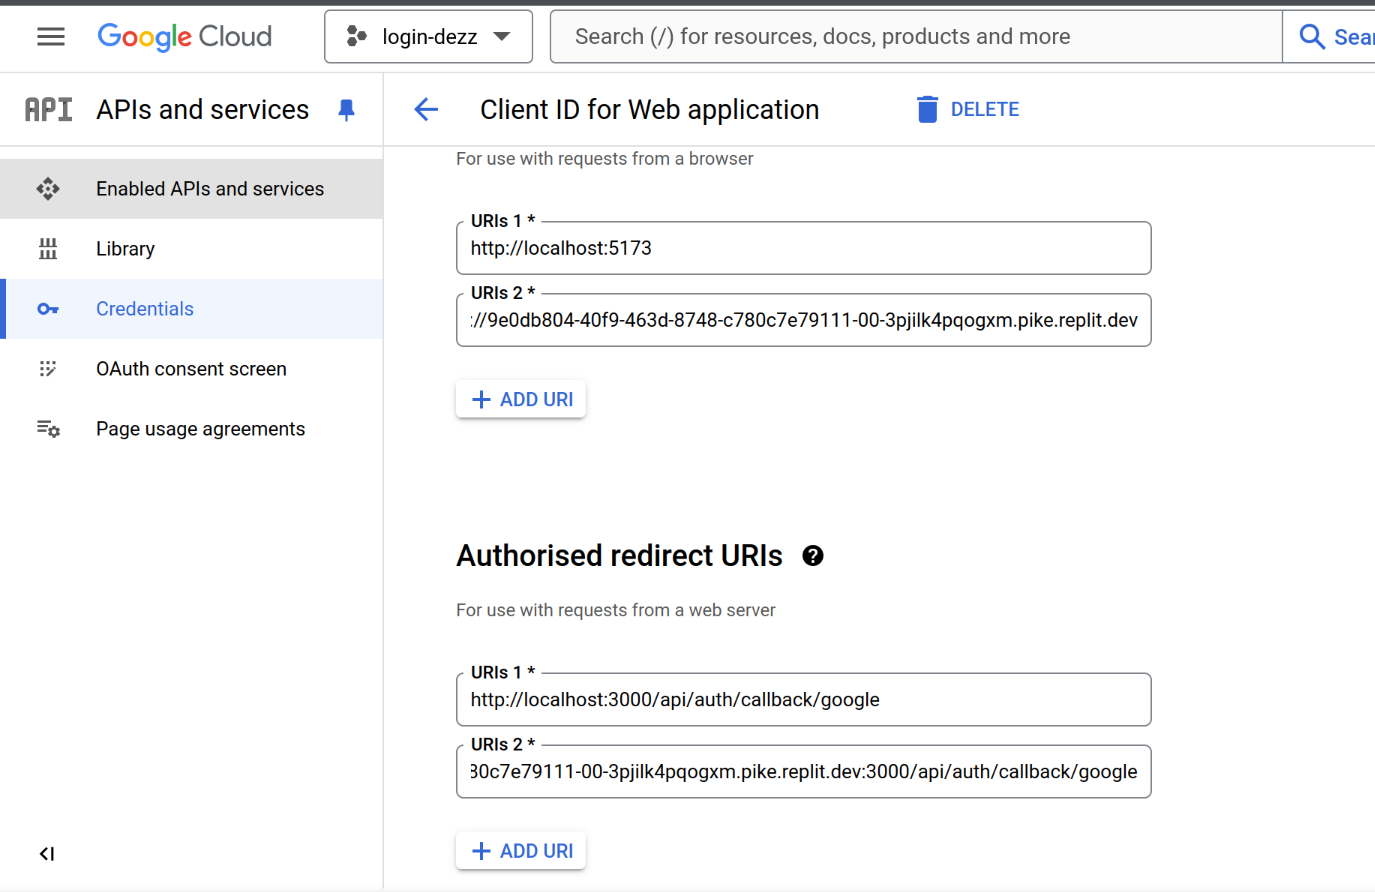 Google Cloud
login-dezz
Search (/) for resources, docs, products and more
API
APIs and services
Client ID for Web application
DELETE
Enabled APIs and services
Library
Credentials
OAuth consent screen
Page usage agreements
For use with requests from a browser
URIs 1 *
http://localhost:5173
URIs 2 *
://9e0db804-40f9-463d-8748-c780c7e79111-00-3pjilk4pqogxm.pike.replit.dev
+ ADD URI
Authorised redirect URIs
For use with requests from a web server
URIs 1 *
http://localhost:3000/api/auth/callback/google
URIs 2 *
80c7e79111-00-3pjilk4pqogxm.pike.replit.dev:3000/api/auth/callback/google
+ ADD URI